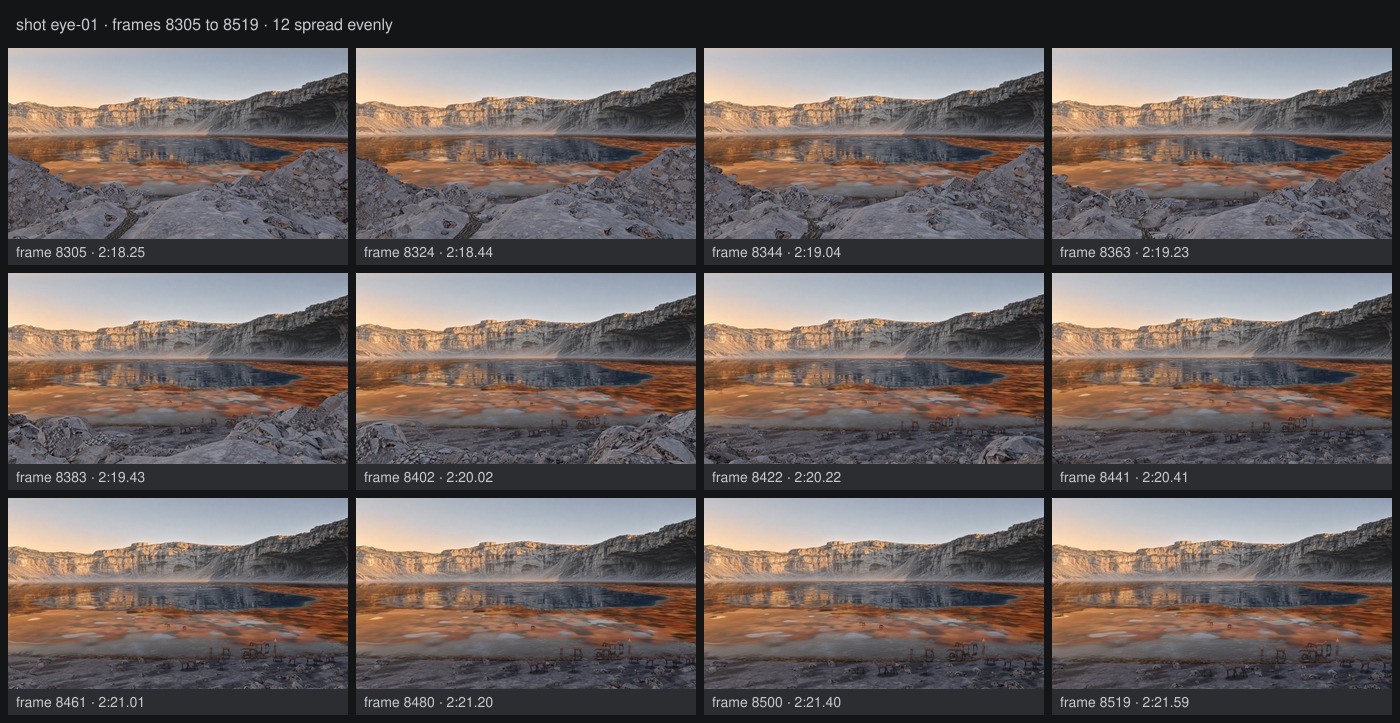 shot eye-01 · frames 8305 to 8519 · 12 spread evenly
frame 8305 · 2:18.25
frame 8324 · 2:18.44
frame 8344 · 2:19.04
frame 8363 · 2:19.23
frame 8383 · 2:19.43
frame 8402 · 2:20.02
frame 8422 · 2:20.22
frame 8441 · 2:20.41
frame 8461 · 2:21.01
frame 8480 · 2:21.20
frame 8500 · 2:21.40
frame 8519 · 2:21.59